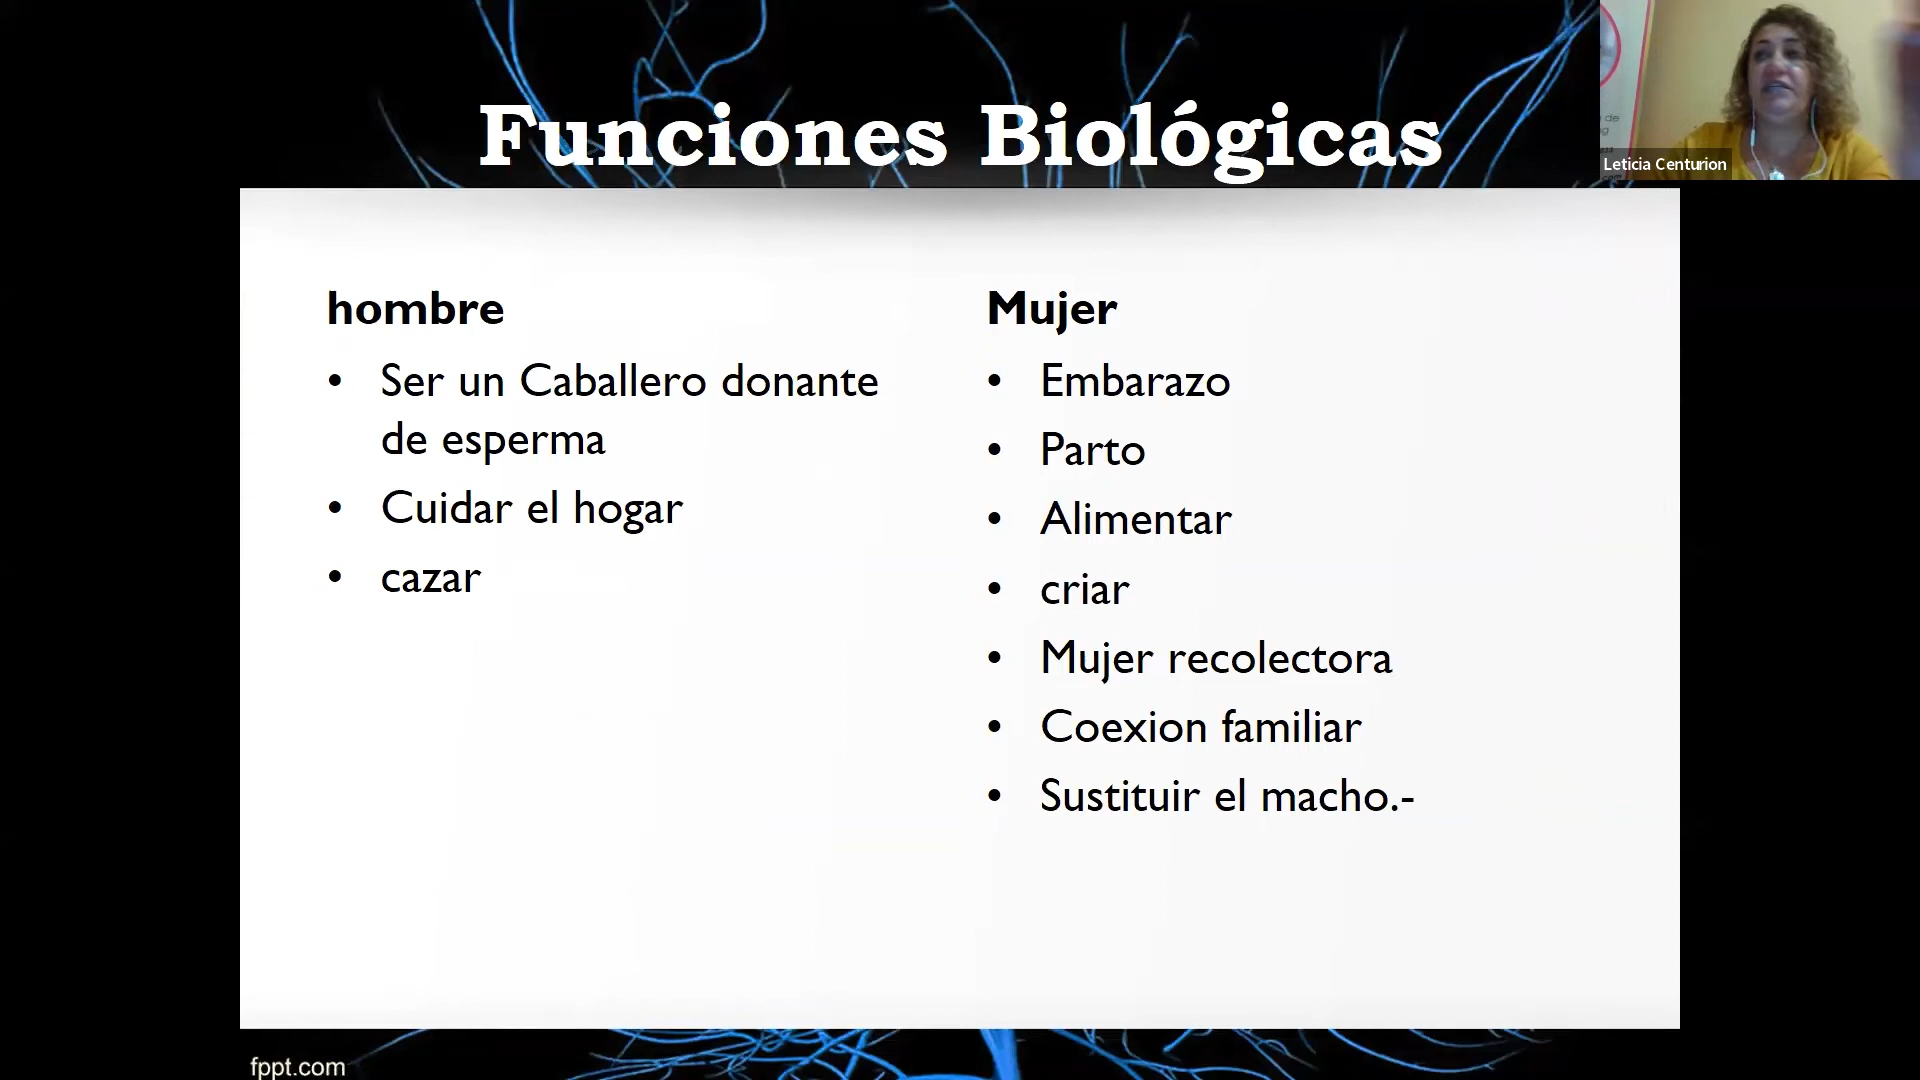 Funciones Biológicas
Leticia Centurion
hombre
• Ser un Caballero donante
de esperma
• Cuidar el hogar
• cazar
Mujer
• Embarazo
• Parto
• Alimentar
• criar
• Mujer recolectora
• Coexion familiar
• Sustituir el macho.-
fppt.com